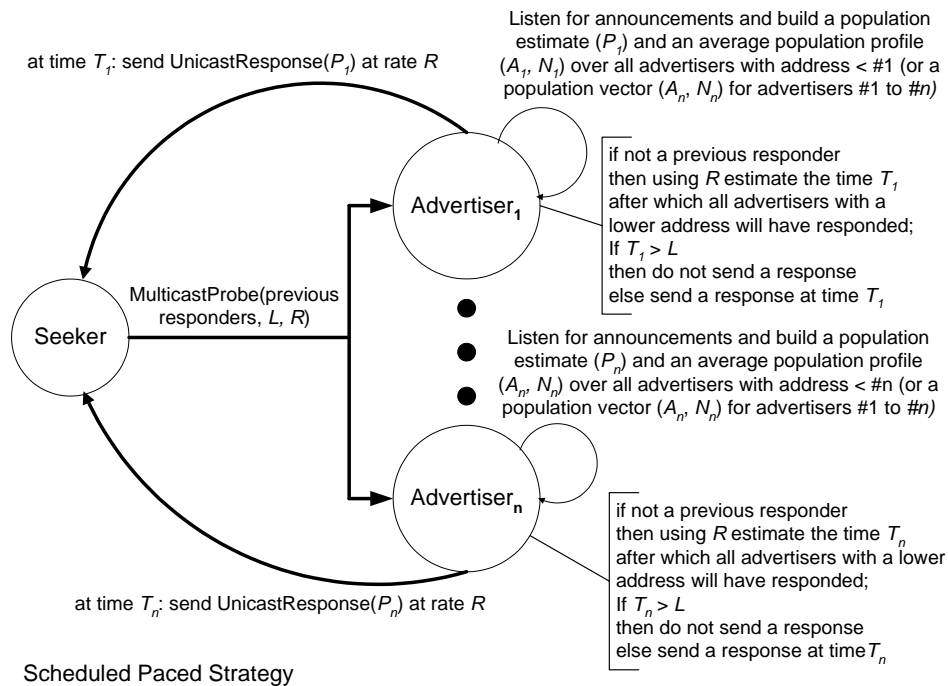 Listen for announcements and build a population
estimate (P1) and an average population profile
(A1, N1) over all advertisers with address < #1 (or a
population vector (An, Nn) for advertisers #1 to #n)
at time T1: send UnicastResponse(P1) at rate R
Advertiser1
if not a previous responder
then using R estimate the time T1
after which all advertisers with a
lower address will have responded;
If T1 > L
then do not send a response
else send a response at time T1
MulticastProbe(previous
responders, L, R)
Seeker
Listen for announcements and build a population
estimate (Pn) and an average population profile
(An, Nn) over all advertisers with address < #n (or a
population vector (An, Nn) for advertisers #1 to #n)
Advertisern
if not a previous responder
then using R estimate the time Tn
after which all advertisers with a lower
address will have responded;
If Tn > L
then do not send a response
else send a response at time Tn
at time Tn: send UnicastResponse(Pn) at rate R
Scheduled Paced Strategy